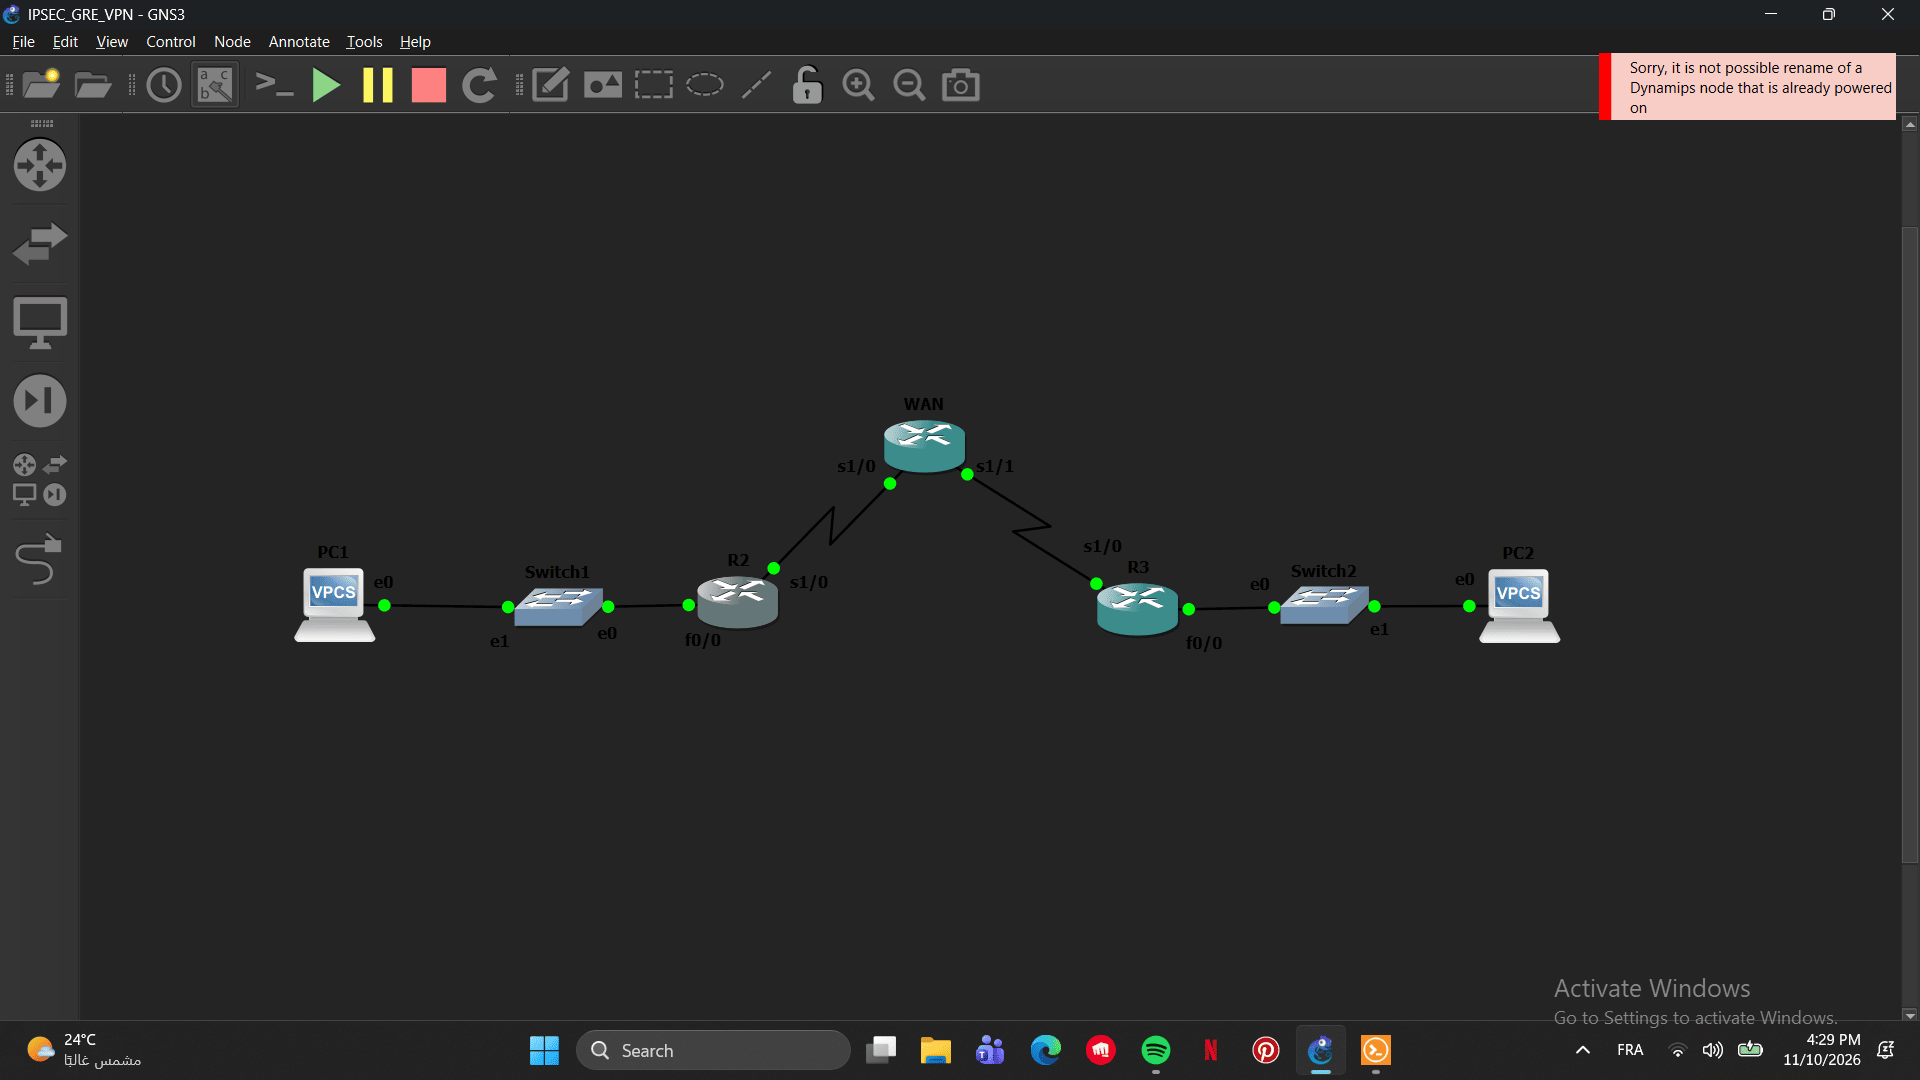 IPSEC_GRE_VPN - GNS3
File Edit View Control Node Annotate Tools Help
a c
b
Sorry, it is not possible rename of a
Dynamips node that is already powered
on
WAN
s1/0
s1/1
s1/0
PC1
R2
R3
PC2
VPCS
e0
Switch1
s1/0
e0
Switch2
e0
VPCS
e1
e0
f0/0
f0/0
e1
Activate Windows
Go to Settings to activate Windows.
24°C
مشمس غالبًا
Search
N
FRA
4:29 PM
11/10/2026